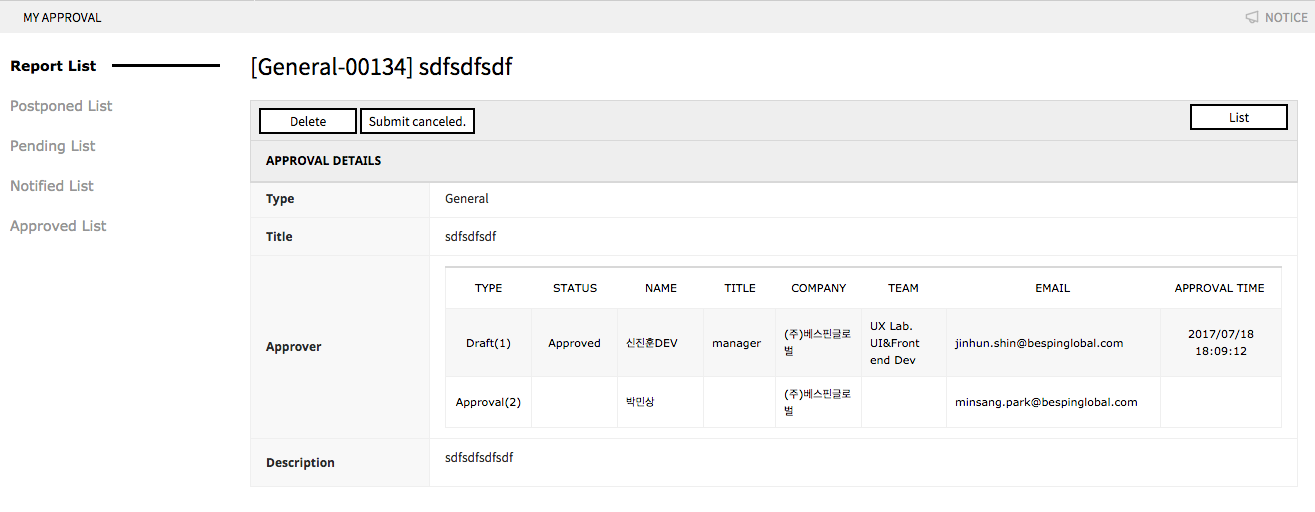 MY APPROVAL
NOTICE
Report List
Postponed List
Pending List
Notified List
Approved List
[General-00134] sdfsdfsdf
Delete
Submit canceled.
List
APPROVAL DETAILS
Type
General
Title
sdfsdfsdf
Approver
TYPE STATUS NAME TITLE COMPANY TEAM EMAIL APPROVAL TIME
Draft(1)
Approved
신진훈DEV
manager
(주)베스핀글로
벌
UX Lab.
UI&Front
end Dev
jinhun.shin@bespinglobal.com
2017/07/18
18:09:12
Approval(2)
박민상
(주)베스핀글로
벌
minsang.park@bespinglobal.com
Description
sdfsdfsdfsdf